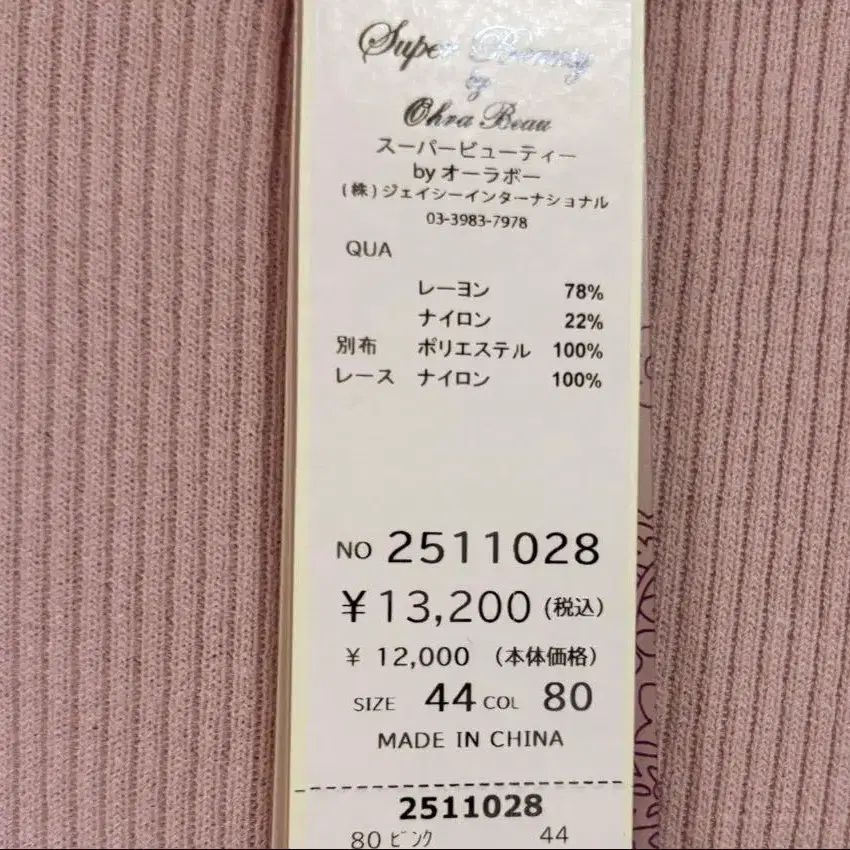 Super Beauty
by
Ohra Beau
スーパービューティー
by オーラボー
(株)ジェイシーインターナショナル
03-3983-7978
QUA
レーヨン 78%
ナイロン 22%
別布 ポリエステル 100%
レース ナイロン 100%
NO 2511028
¥13,200 (税込)
¥ 12,000 (本体価格)
SIZE 44 COL 80
MADE IN CHINA
2511028
80 ピンク 44